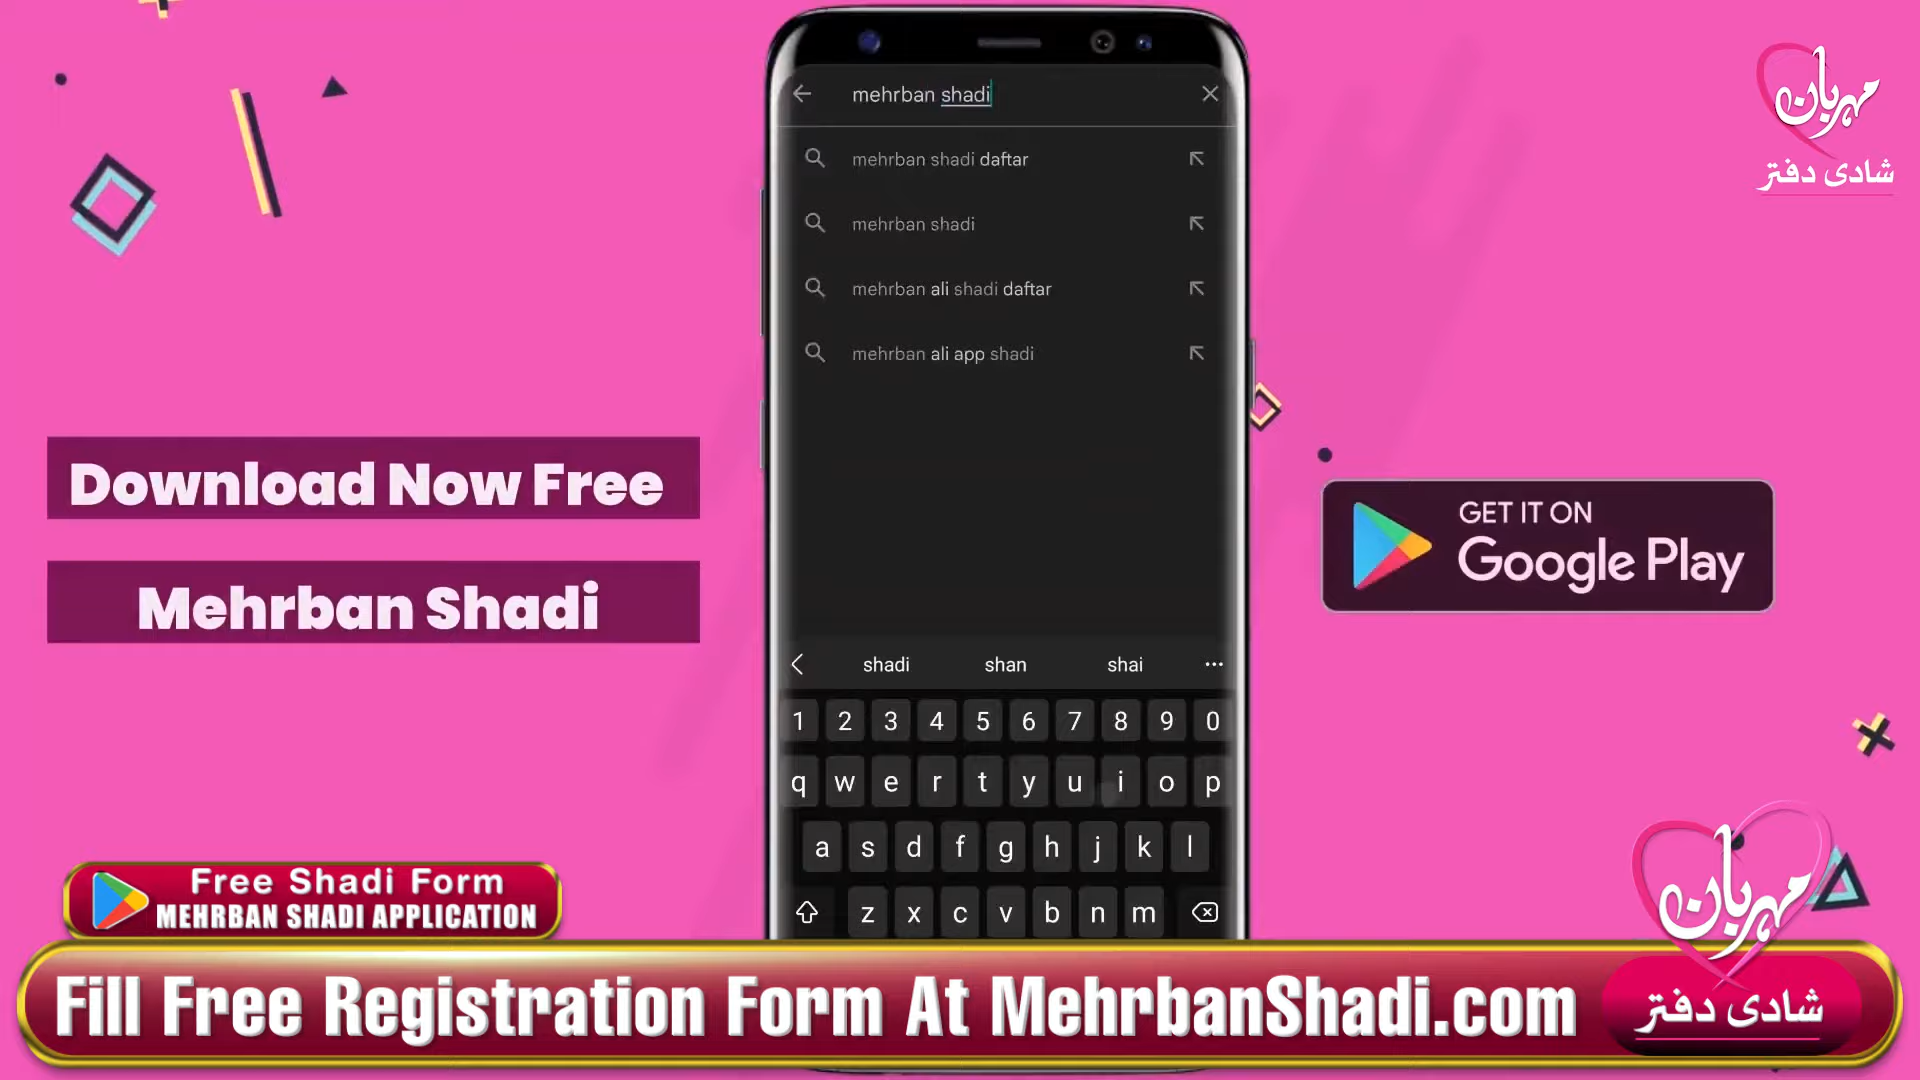 mehrban shadi
mehrban shadi daftar
mehrban shadi
mehrban ali shadi daftar
mehrban ali app shadi
مہربان
شادی دفتر
Download Now Free
Mehrban Shadi
GET IT ON
Google Play
shadi shan shai
1 2 3 4 5 6 7 8 9 0
q w e r t y u i o p
a s d f g h j k l
z x c v b n m
Free Shadi Form
MEHRBAN SHADI APPLICATION
Fill Free Registration Form At MehrbanShadi.com
مہربان
شادی دفتر